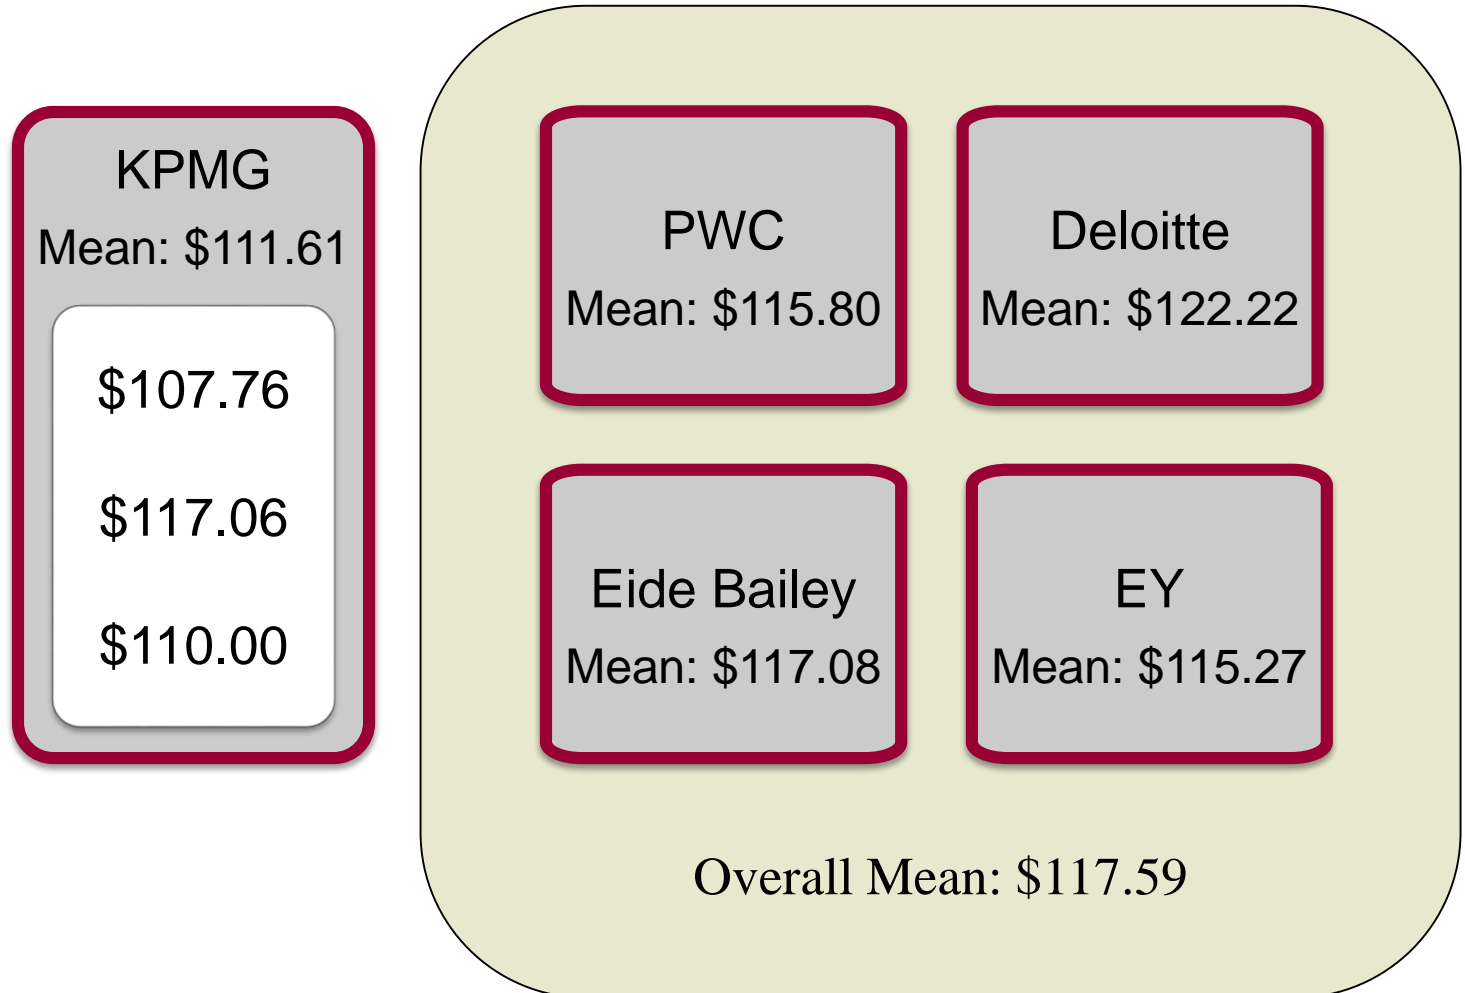 KPMG
Mean: $111.61
$107.76
$117.06
$110.00
PWC
Mean: $115.80
Deloitte
Mean: $122.22
Eide Bailey
Mean: $117.08
EY
Mean: $115.27
Overall Mean: $117.59